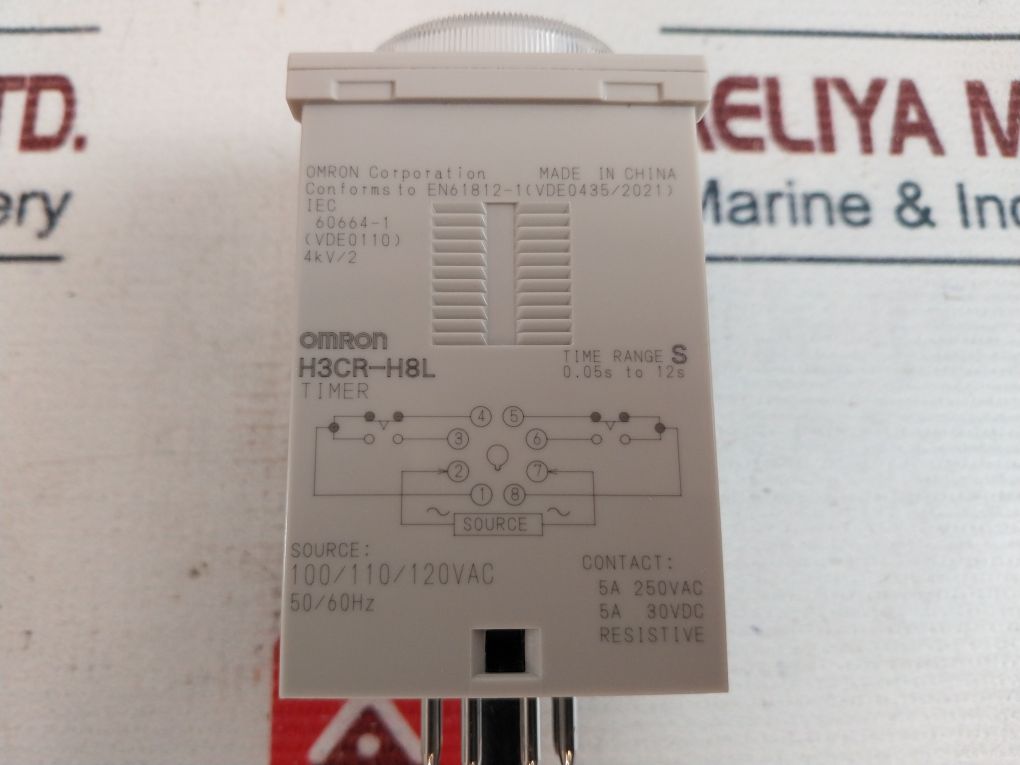 TD.
ery
AELIYA M
Marine & Ind
OMRON Corporation MADE IN CHINA
Conforms to EN61812-1(VDE0435/2021)
IEC
60664-1
(VDE0110)
4kV/2
OMRON
H3CR-H8L
TIMER
TIME RANGE S
0.05s to 12s
4 5
3 6
2 7
1 8
~ SOURCE ~
SOURCE:
100/110/120VAC
50/60Hz
CONTACT:
5A 250VAC
5A 30VDC
RESISTIVE